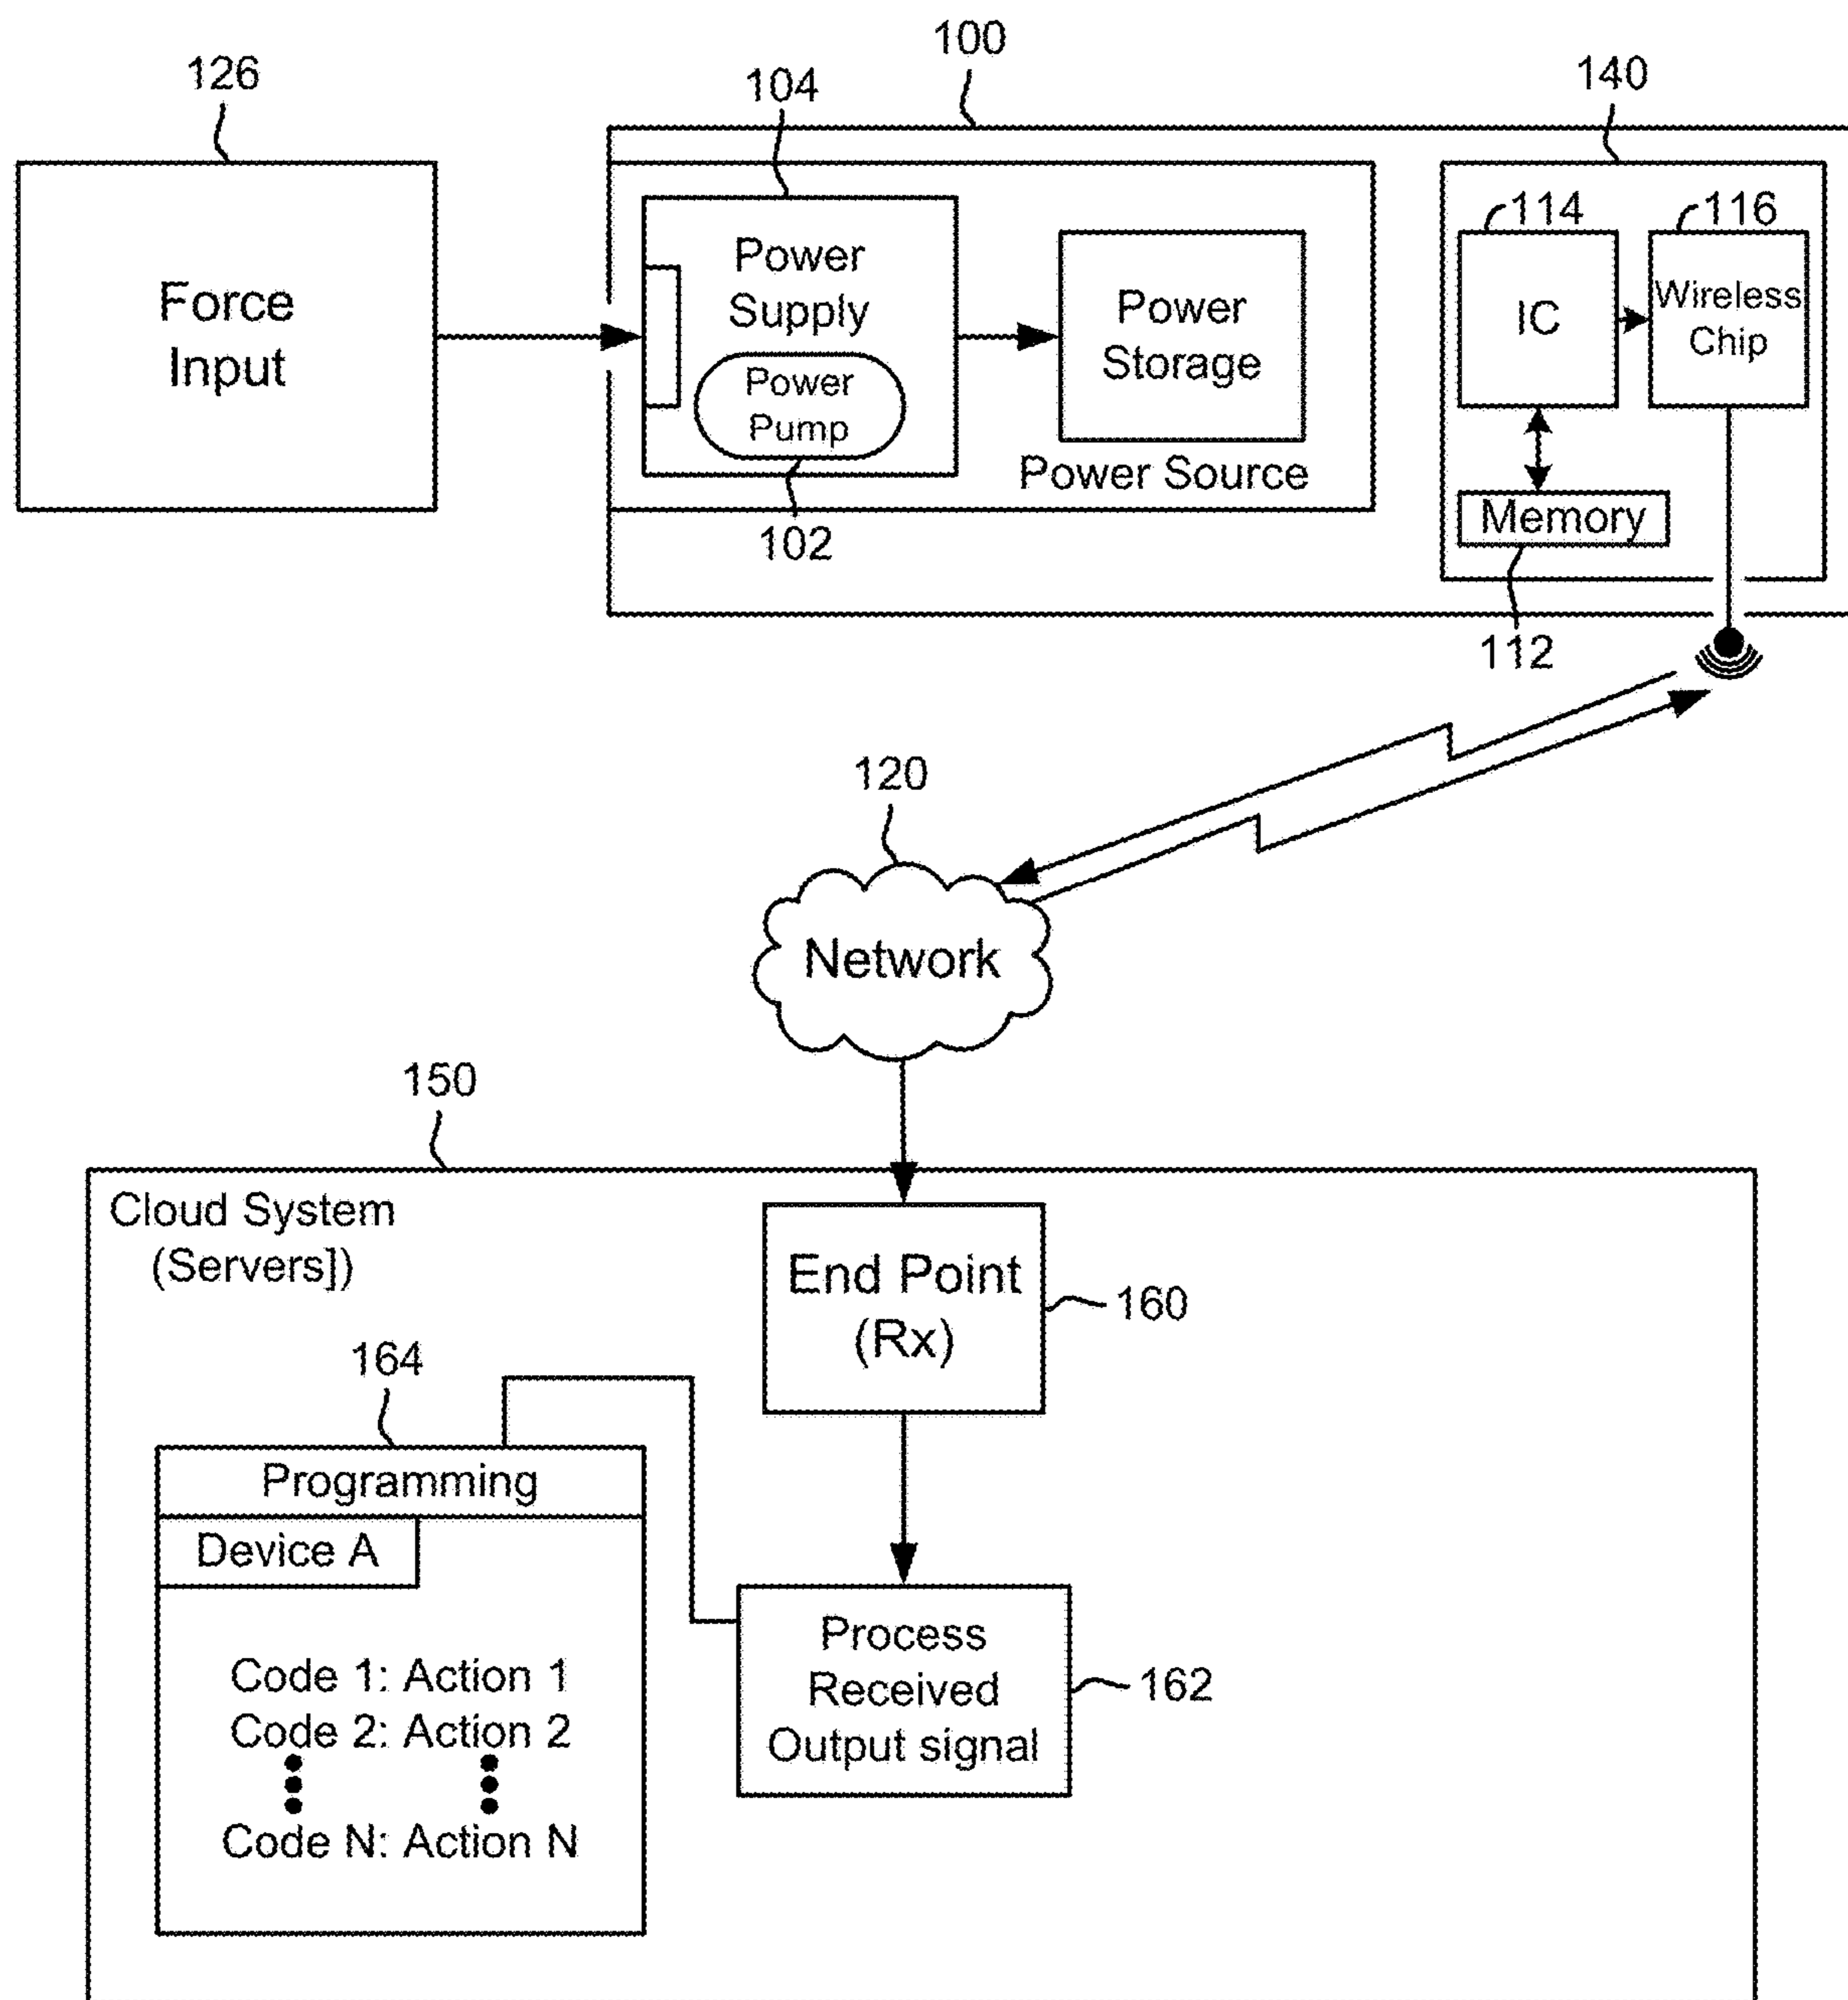 100
126
104
140
114
116
Force
Input
Power
Supply
Power
Pump
Power
Storage
Power Source
IC
Wireless
Chip
Memory
102
112
120
Network
150
Cloud System
(Servers])
End Point
(Rx)
160
164
Programming
Device A
Code 1: Action 1
Code 2: Action 2
Code N: Action N
Process
Received
Output signal
162